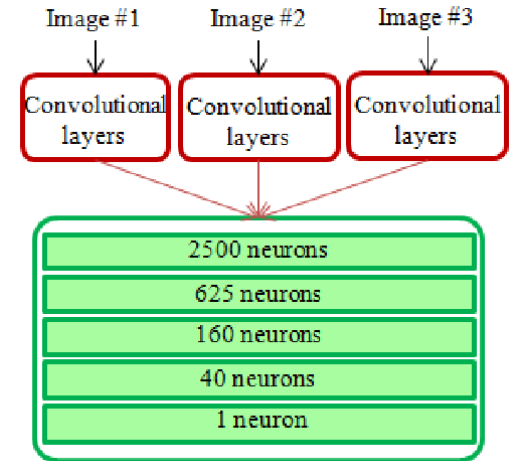 Image #1
Image #2
Image #3
Convolutional
layers
Convolutional
layers
Convolutional
layers
2500 neurons
625 neurons
160 neurons
40 neurons
1 neuron